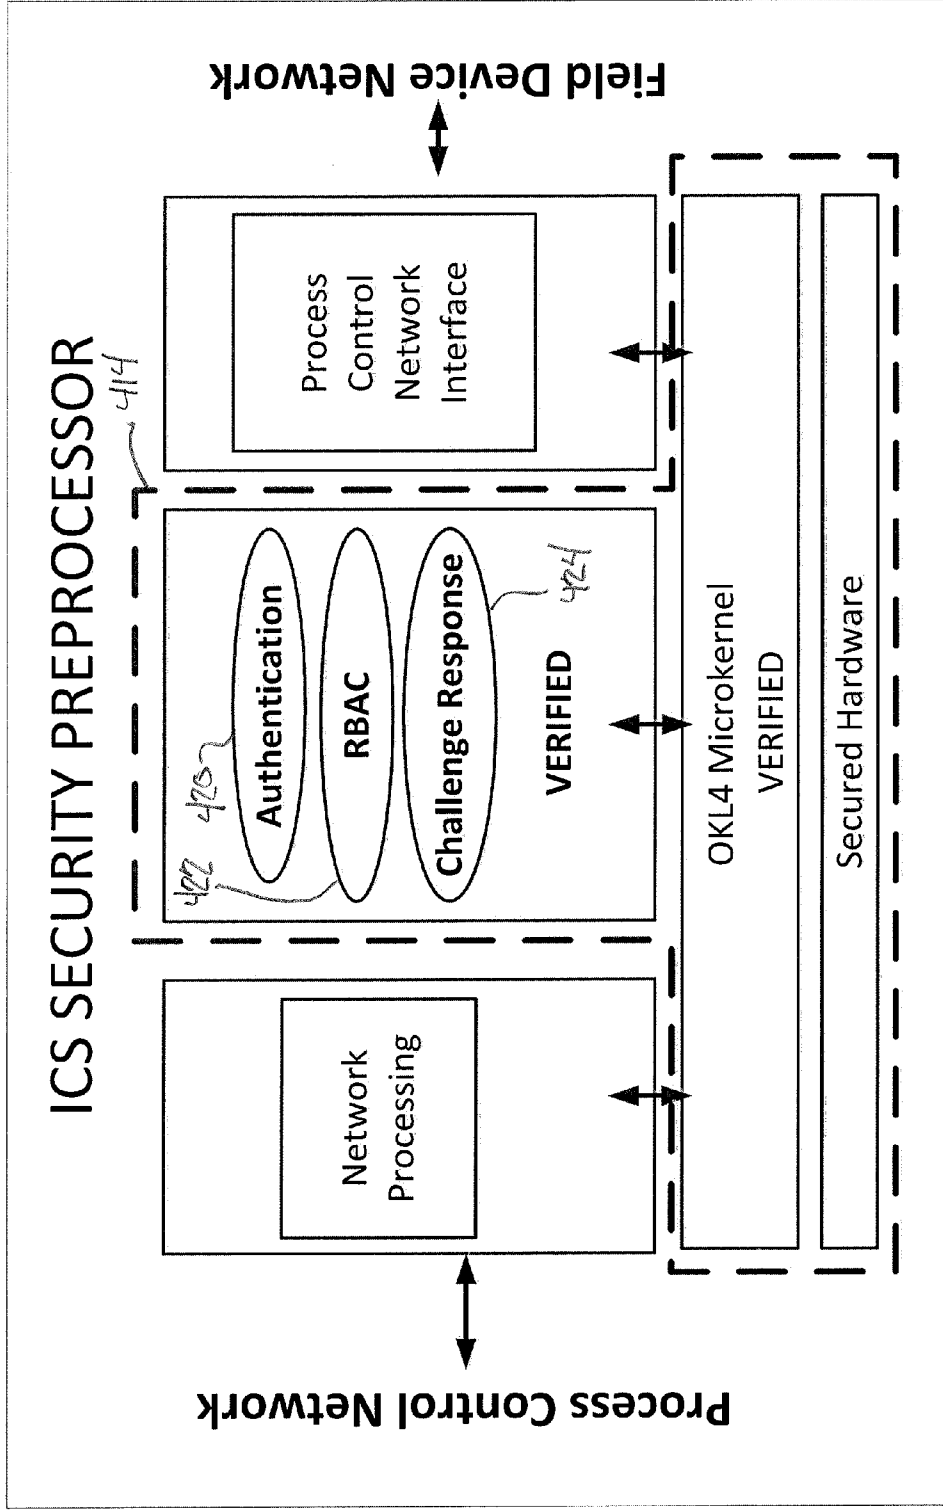 ICS SECURITY PREPROCESSOR
414
Process Control Network
Network
Processing
420
422
Authentication
RBAC
Challenge Response
424
VERIFIED
Process
Control
Network
Interface
Field Device Network
OKL4 Microkernel
VERIFIED
Secured Hardware